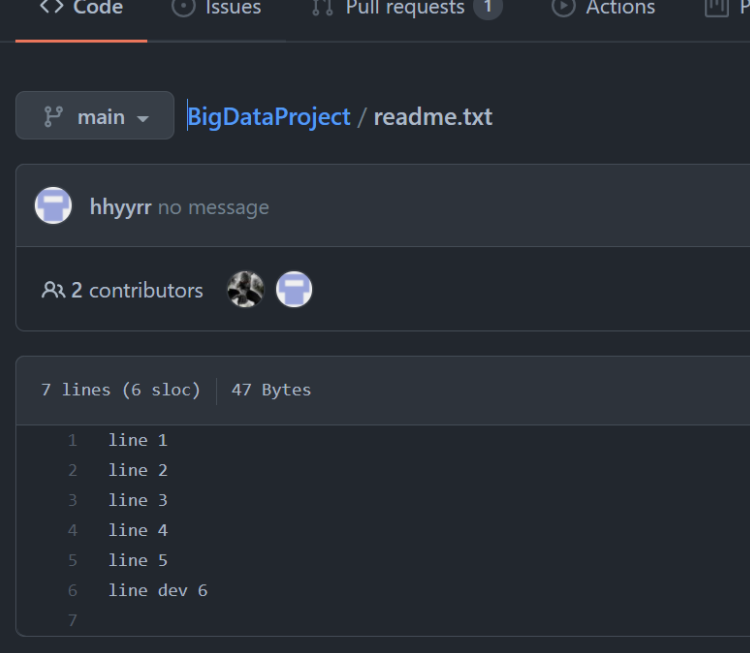 Code Issues Pull requests 1 Actions
main BigDataProject / readme.txt
hhyyrr no message
2 contributors
7 lines (6 sloc) 47 Bytes
1 line 1
2 line 2
3 line 3
4 line 4
5 line 5
6 line dev 6
7